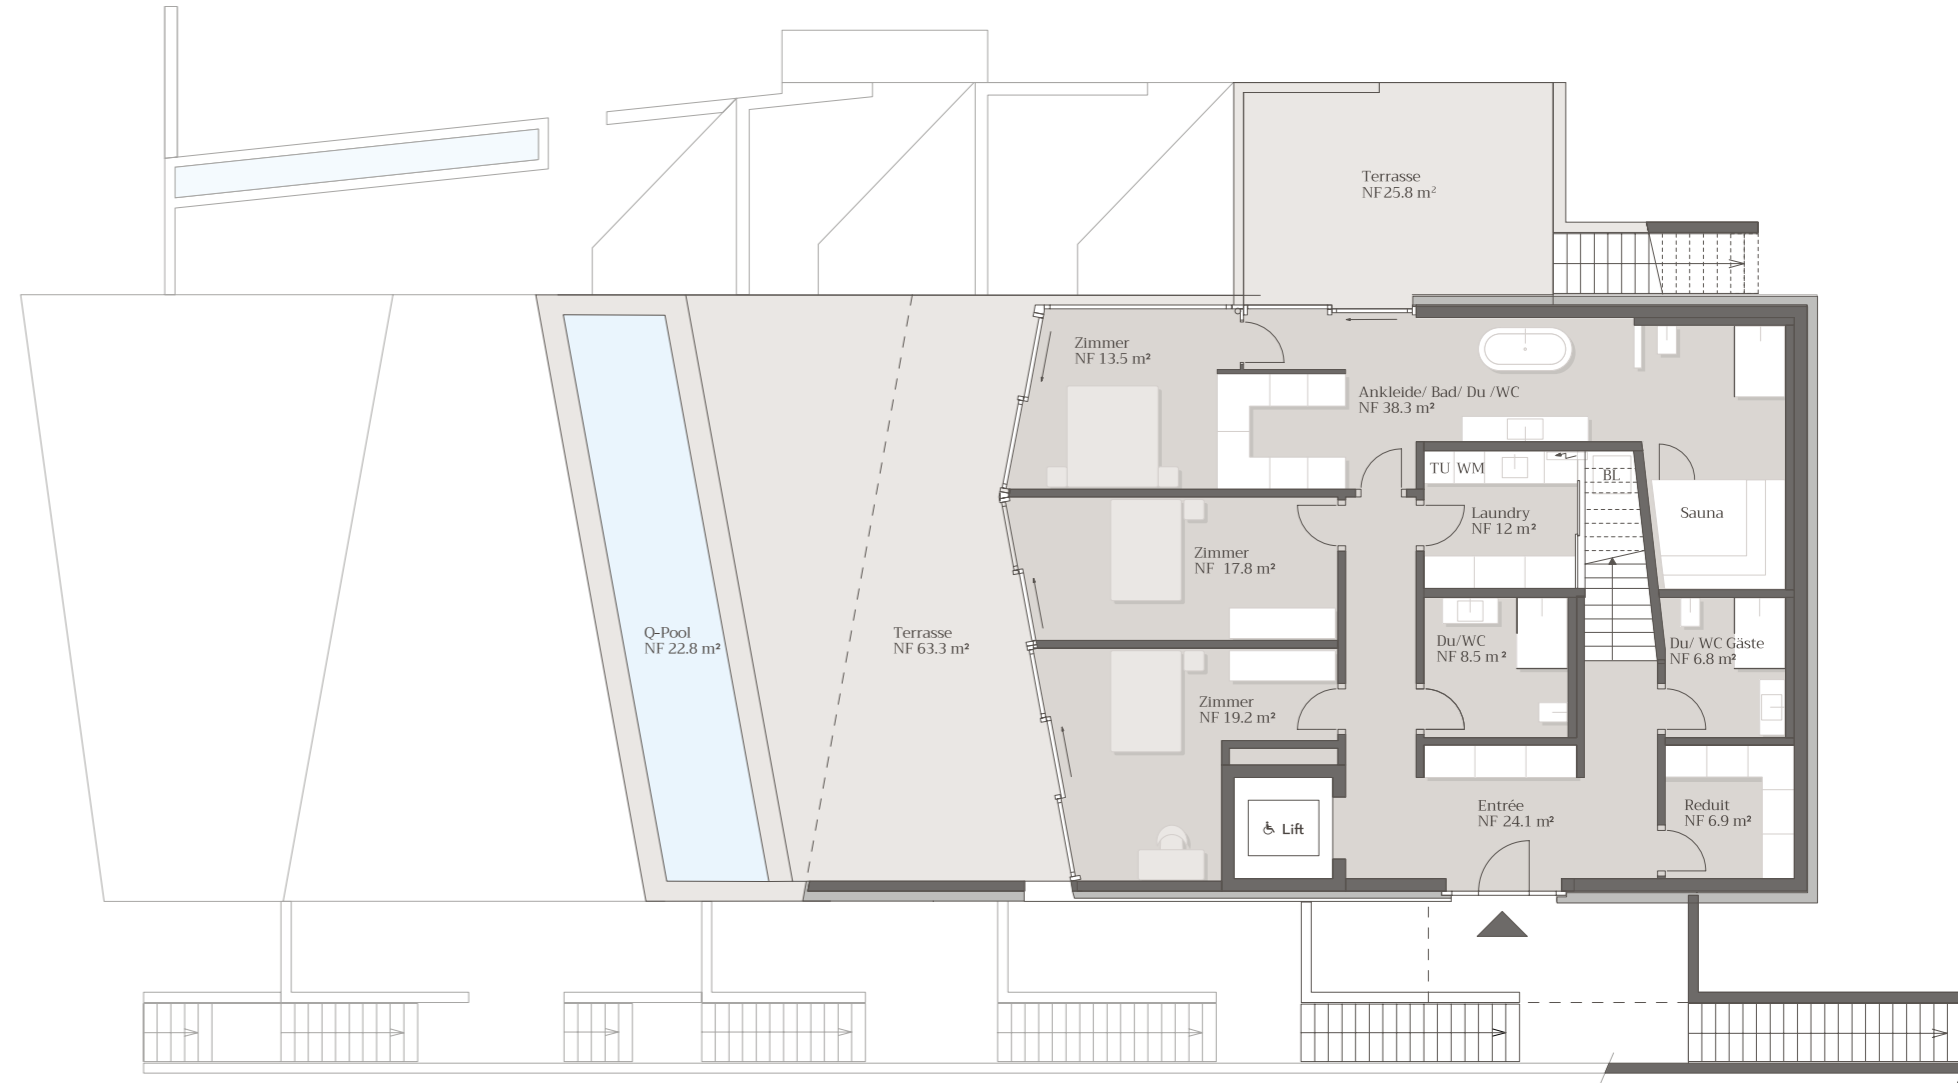 Terrasse
NF25.8 m²
Zimmer
NF 13.5 m²
Ankleide/ Bad/ Du /WC
NF 38.3 m²
TU WM
BL
Laundry
NF 12 m²
Sauna
Zimmer
NF 17.8 m²
Q-Pool
NF 22.8 m²
Terrasse
NF 63.3 m²
Du/WC
NF 8.5 m²
Du/ WC Gäste
NF 6.8 m²
Zimmer
NF 19.2 m²
Entrée
NF 24.1 m²
Reduit
NF 6.9 m²
Lift